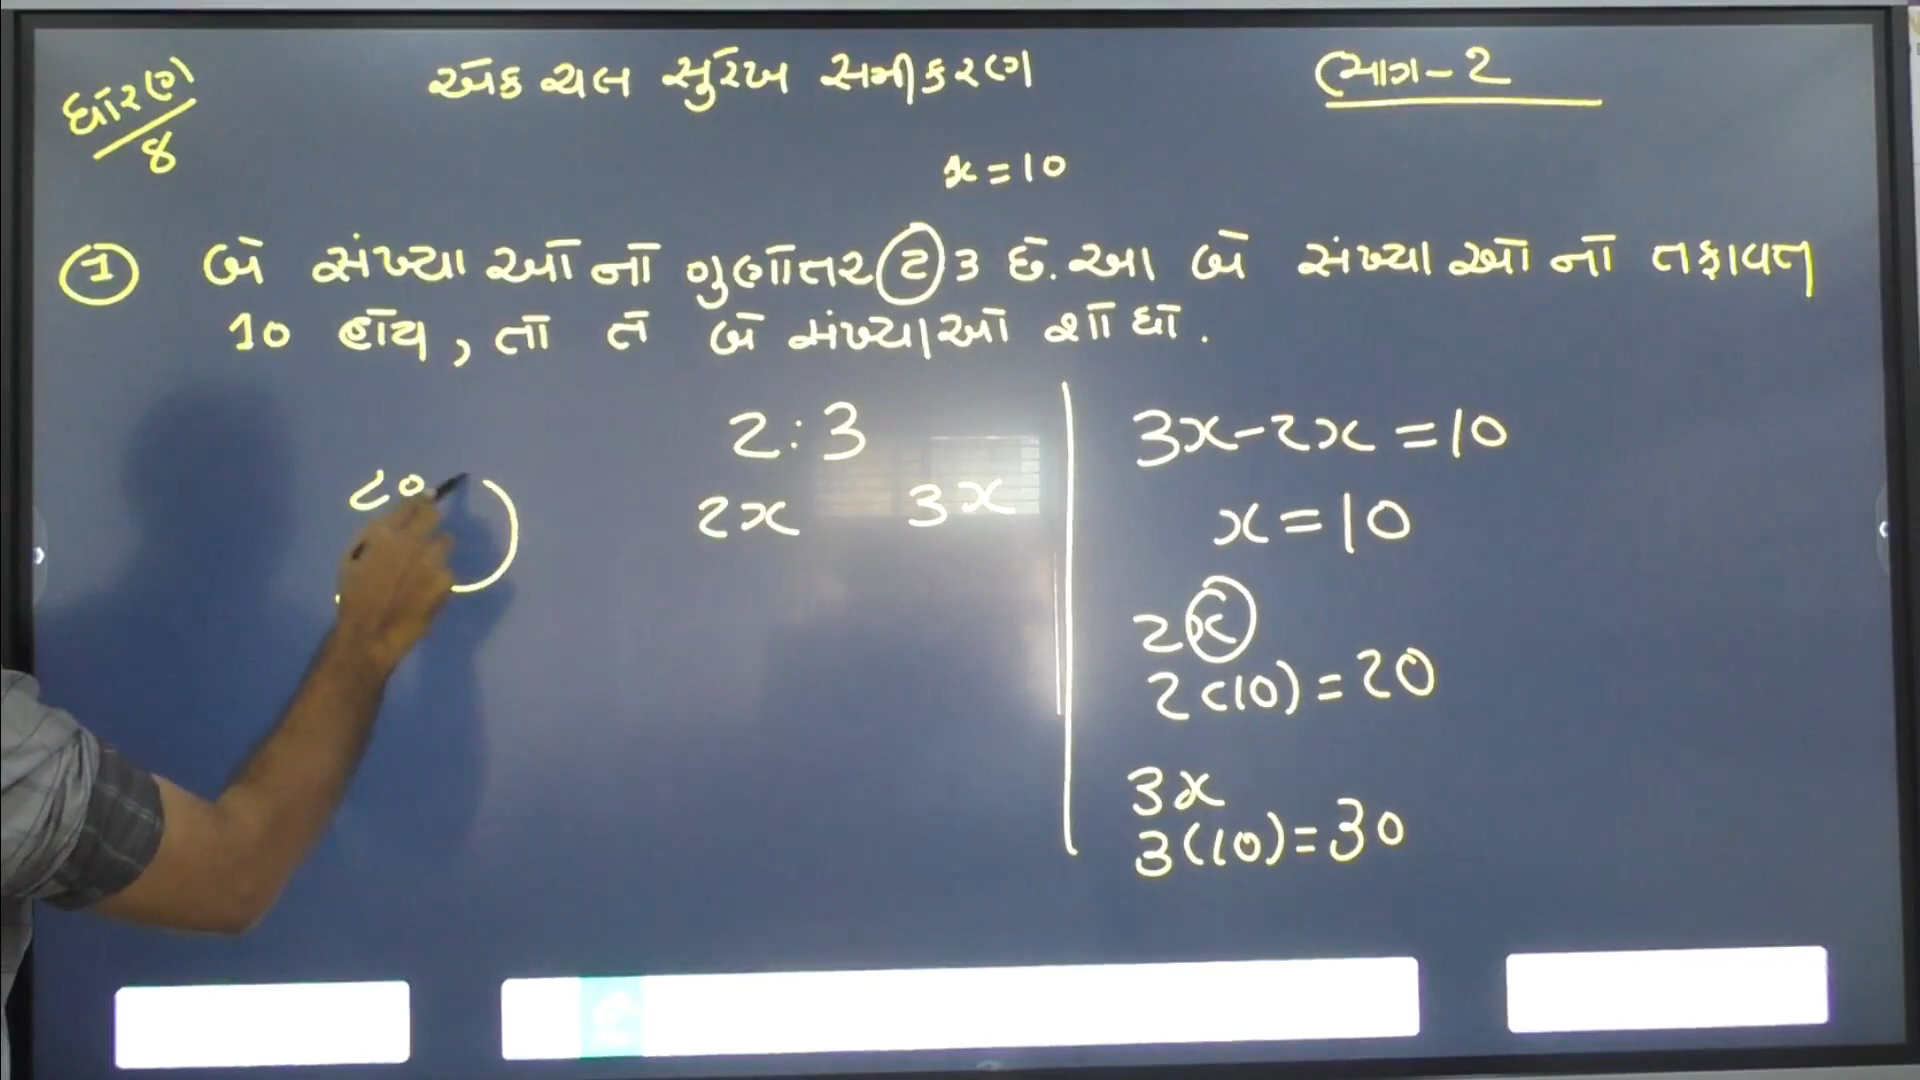 ધોરણ
8
એક ચલ સુરેખ સમીકરણ
ભાગ-2
x=10
1 બે સંખ્યાઓનો ગુણોત્તર 2 3 છે. આ બે સંખ્યાઓનો તફાવત
10 હોય, તો તે બે સંખ્યાઓ શોધો.
2:3
2x 3x
3x-2x=10
x=10
2x
2(10)=20
3x
3(10)=30